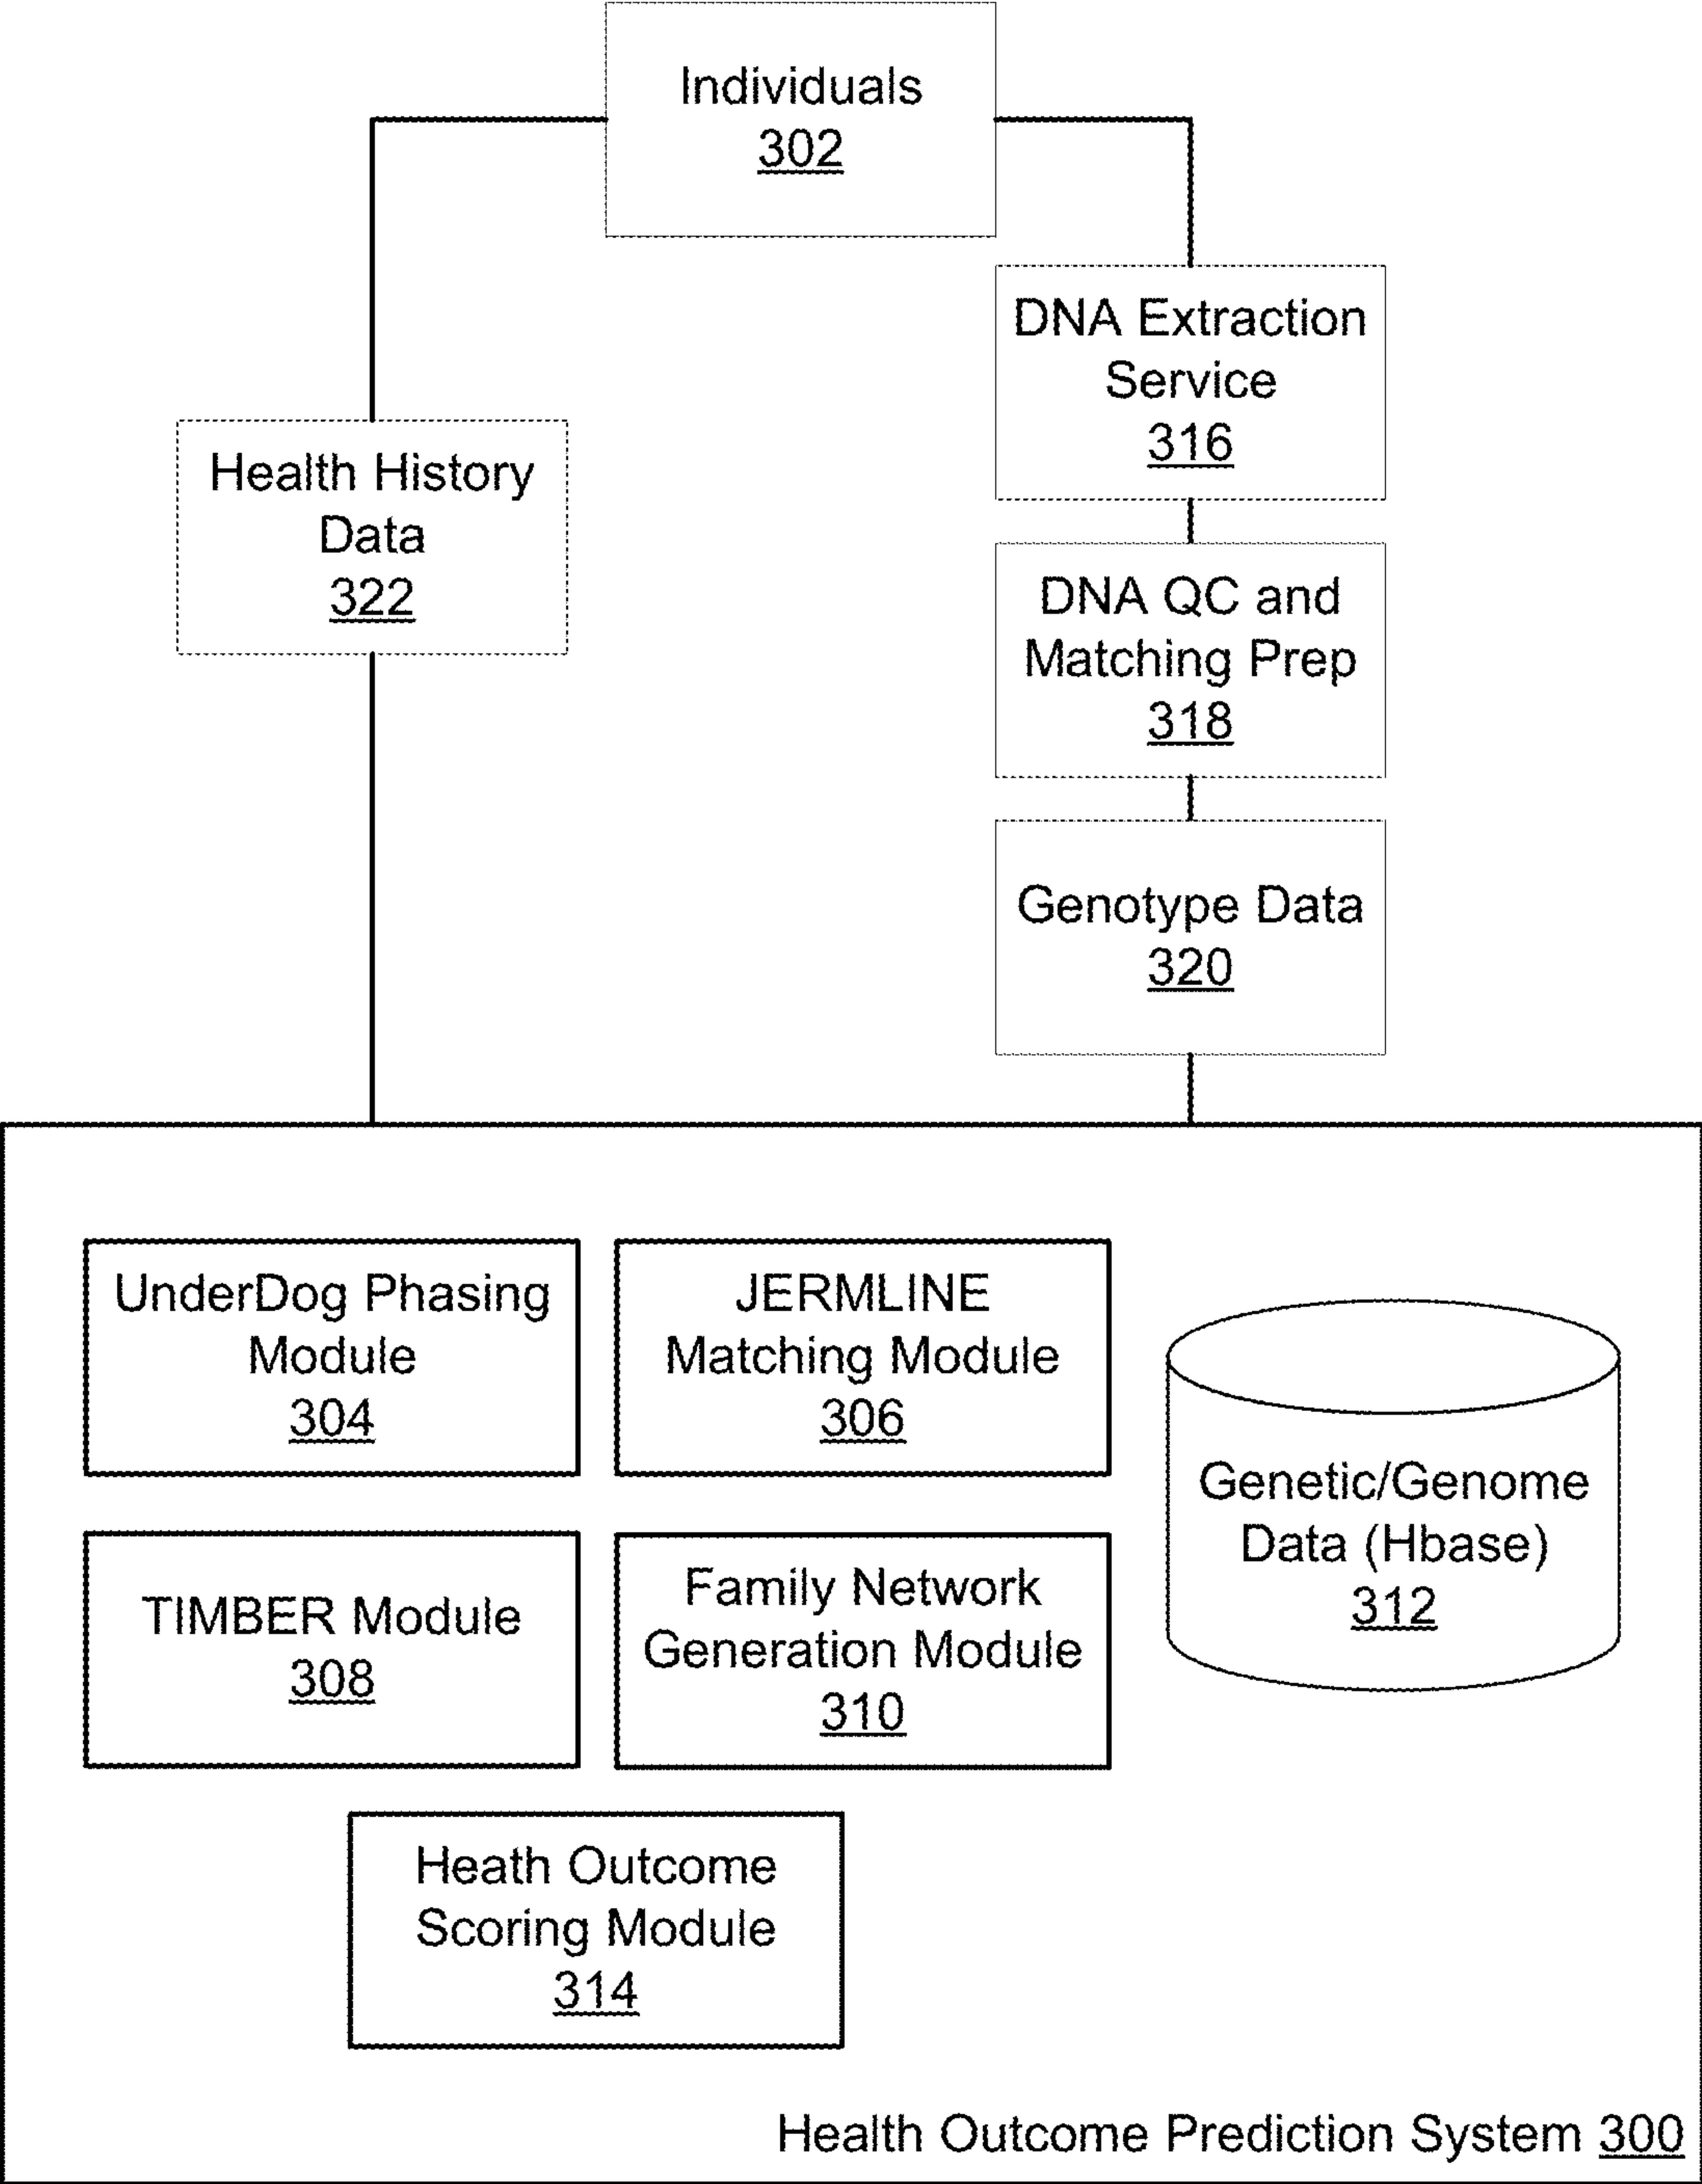 Individuals
302
DNA Extraction
Service
316
Health History
Data
322
DNA QC and
Matching Prep
318
Genotype Data
320
UnderDog Phasing
Module
304
JERMLINE
Matching Module
306
Genetic/Genome
Data (Hbase)
312
TIMBER Module
308
Family Network
Generation Module
310
Heath Outcome
Scoring Module
314
Health Outcome Prediction System 300